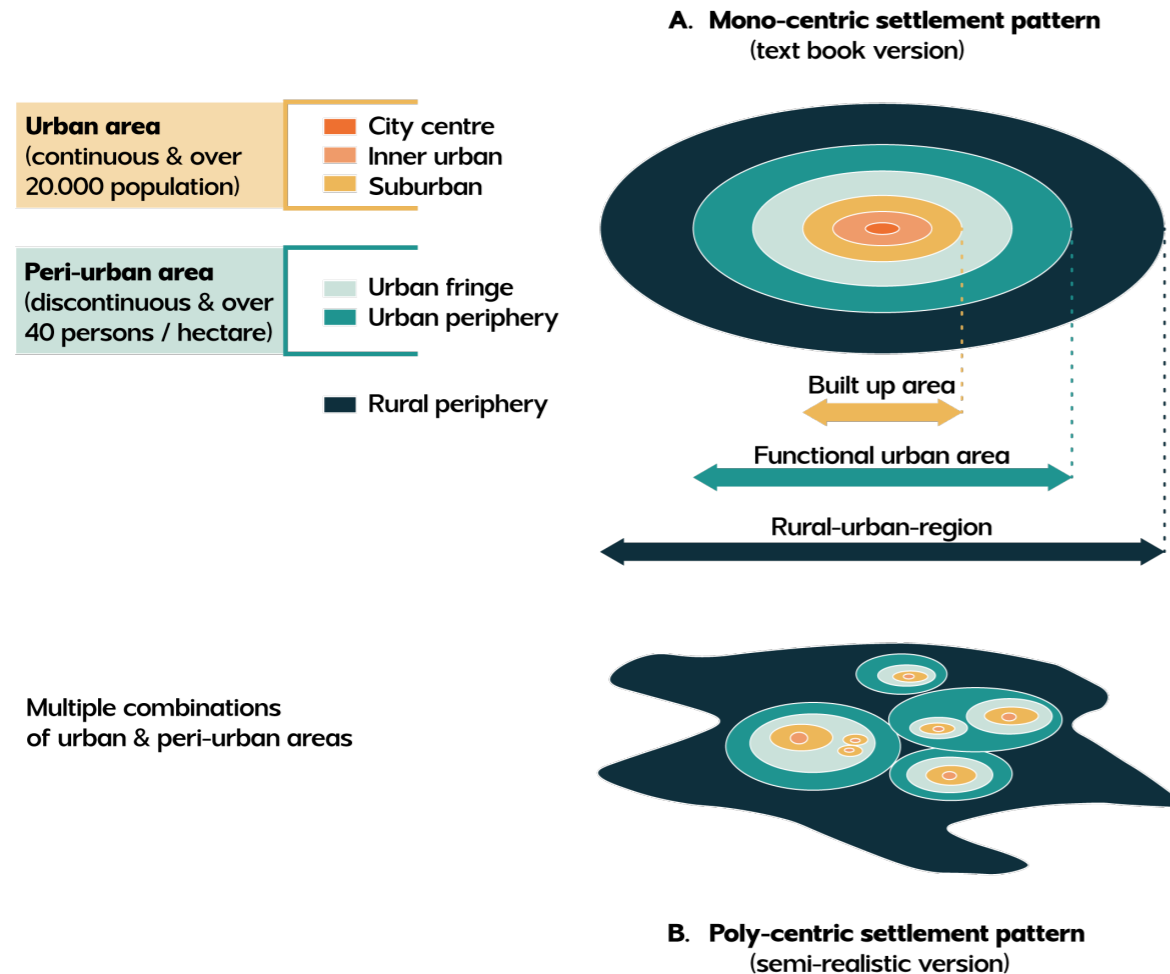 A. Mono-centric settlement pattern
(text book version)
Urban area
(continuous & over
20.000 population)
City centre
Inner urban
Suburban
Peri-urban area
(discontinuous & over
40 persons / hectare)
Urban fringe
Urban periphery
Rural periphery
Built up area
Functional urban area
Rural-urban-region
Multiple combinations
of urban & peri-urban areas
B. Poly-centric settlement pattern
(semi-realistic version)